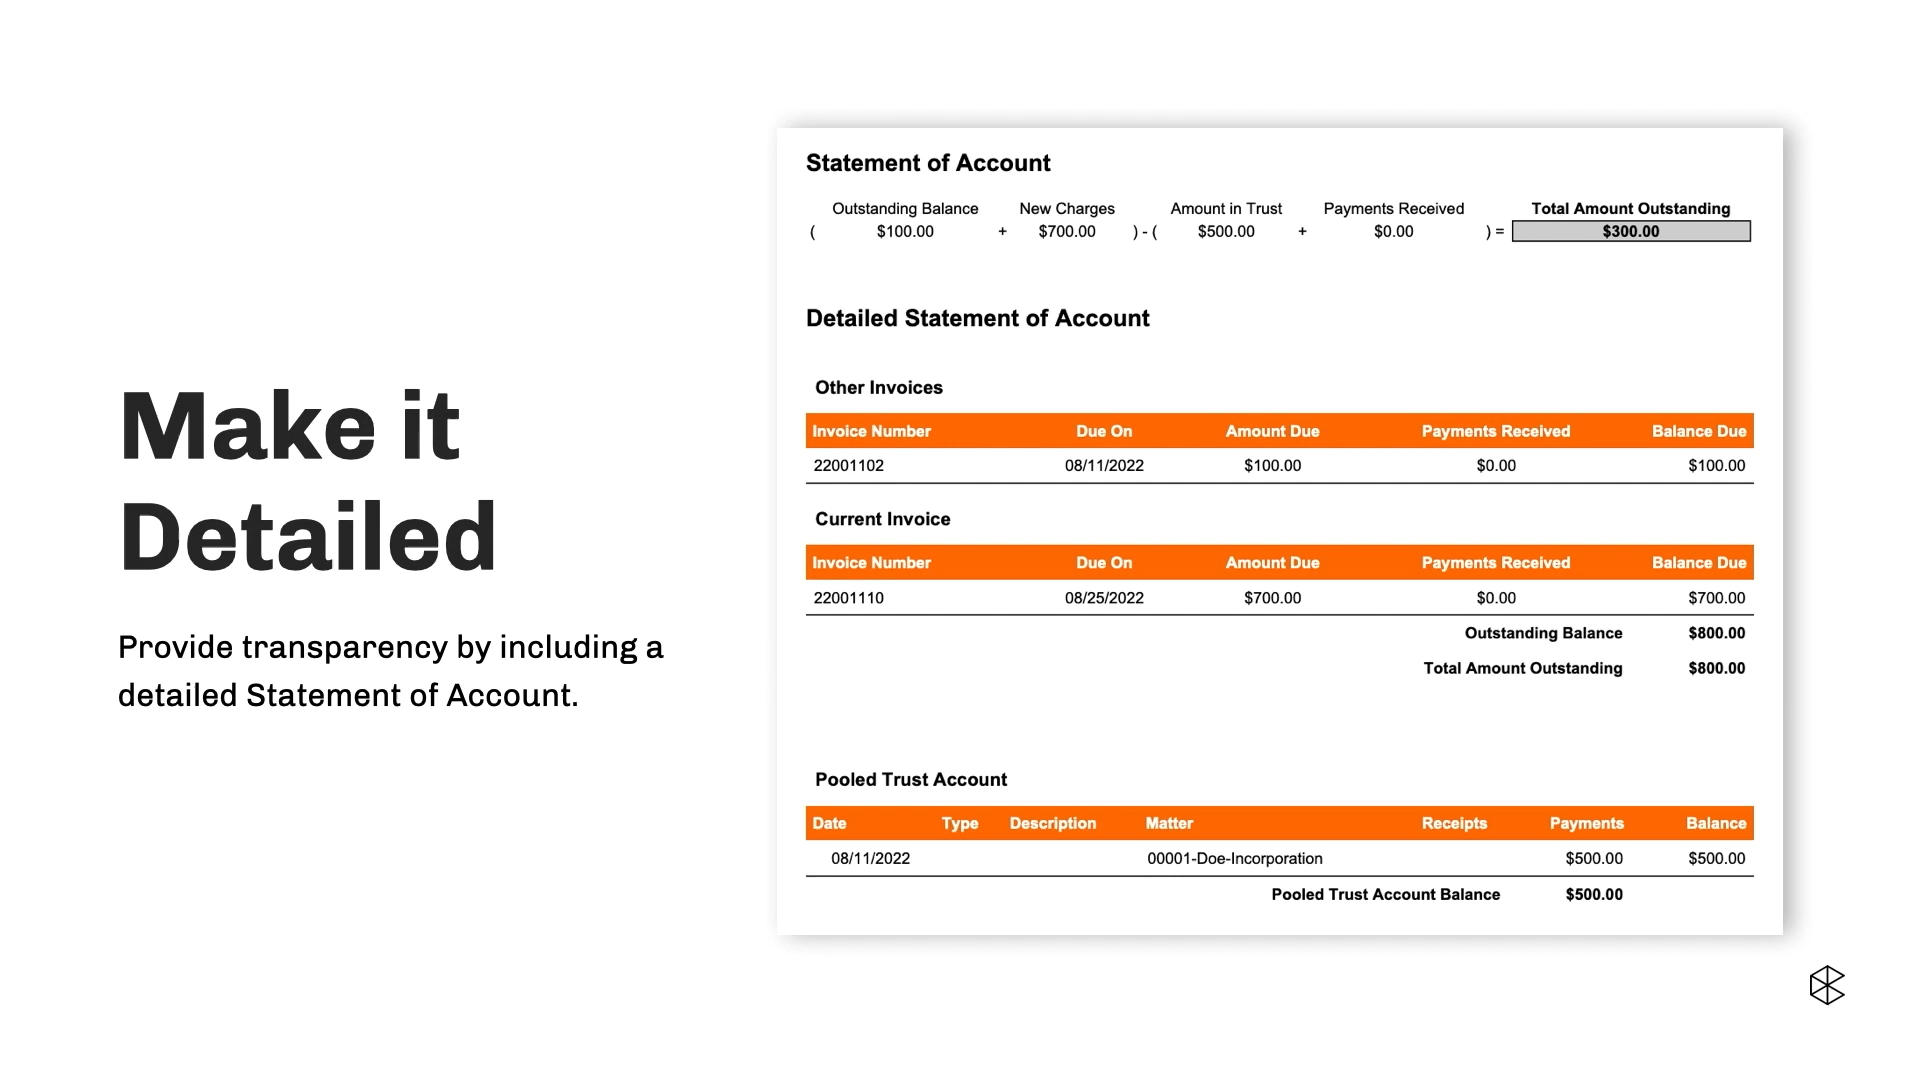 Make it
Detailed
Provide transparency by including a
detailed Statement of Account.
Statement of Account
Outstanding Balance New Charges Amount in Trust Payments Received Total Amount Outstanding
( $100.00 + $700.00 ) - ( $500.00 + $0.00 ) = $300.00
Detailed Statement of Account
Other Invoices
Invoice Number Due On Amount Due Payments Received Balance Due
22001102 08/11/2022 $100.00 $0.00 $100.00
Current Invoice
Invoice Number Due On Amount Due Payments Received Balance Due
22001110 08/25/2022 $700.00 $0.00 $700.00
Outstanding Balance $800.00
Total Amount Outstanding $800.00
Pooled Trust Account
Date Type Description Matter Receipts Payments Balance
08/11/2022 00001-Doe-Incorporation $500.00 $500.00
Pooled Trust Account Balance $500.00